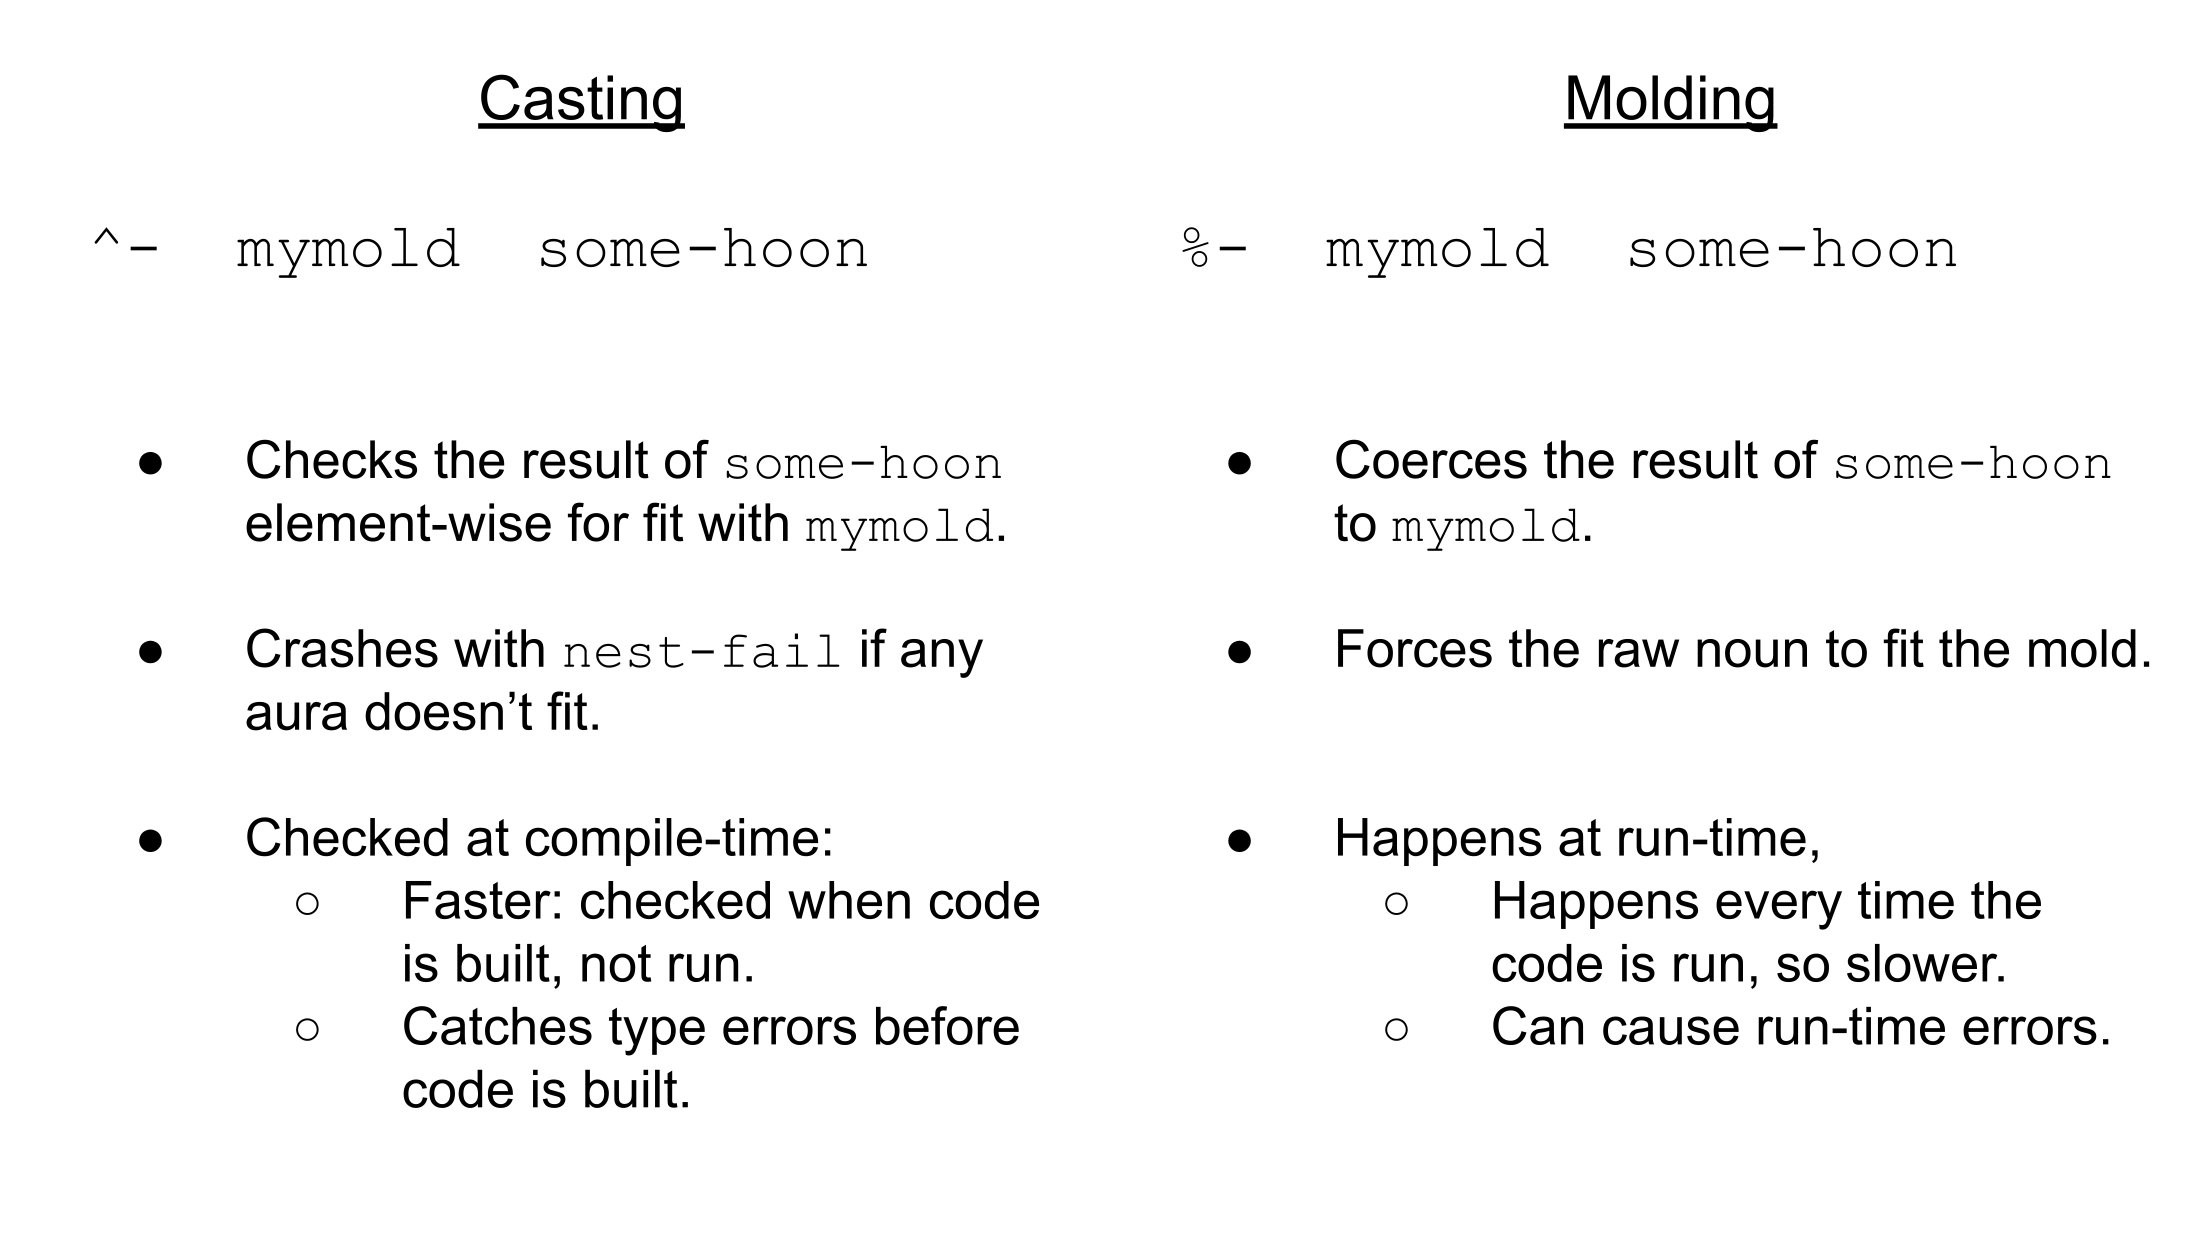 Casting
^-  mymold  some-hoon
● Checks the result of some-hoon
element-wise for fit with mymold.
● Crashes with nest-fail if any
aura doesn’t fit.
● Checked at compile-time:
○ Faster: checked when code
is built, not run.
○ Catches type errors before
code is built.
Molding
%-  mymold  some-hoon
● Coerces the result of some-hoon
to mymold.
● Forces the raw noun to fit the mold.
● Happens at run-time,
○ Happens every time the
code is run, so slower.
○ Can cause run-time errors.